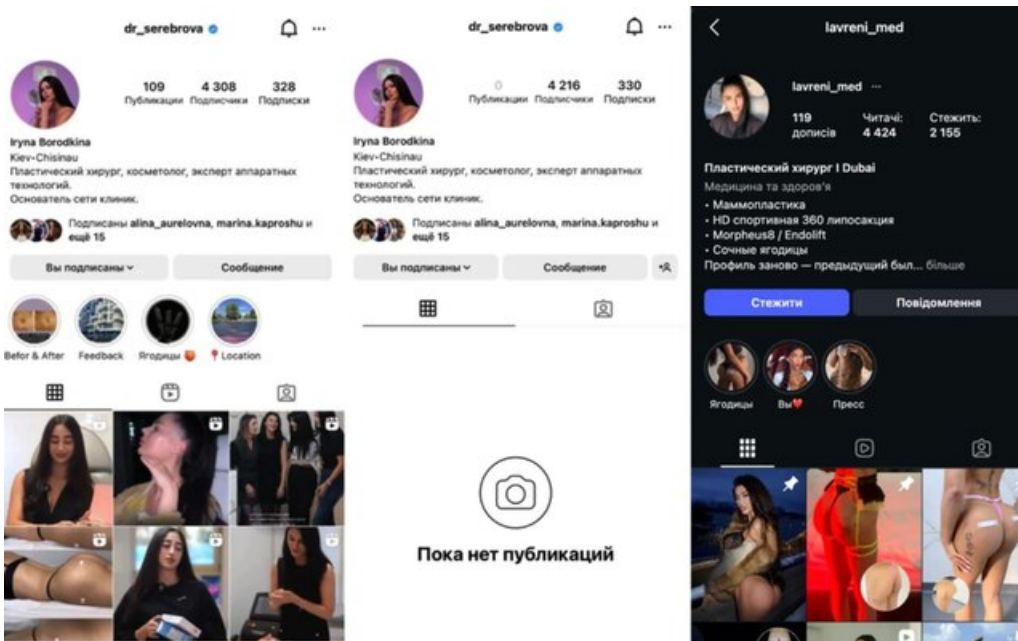 dr_serebrova
109 4 308 328
Публикации Подписчики Подписки
Iryna Borodkina
Kiev-Chisinau
Пластический хирург, косметолог, эксперт аппаратных
технологий.
Основатель сети клиник.
Подписаны alina_aurelovna, marina.kaproshu и
ещё 15
Вы подписаны Сообщение
Befor & After Feedback Ягодицы 🍑 📍 Location
dr_serebrova
0 4 216 330
Публикации Подписчики Подписки
Iryna Borodkina
Kiev-Chisinau
Пластический хирург, косметолог, эксперт аппаратных
технологий.
Основатель сети клиник.
Подписаны alina_aurelovna, marina.kaproshu и
ещё 15
Вы подписаны Сообщение
Пока нет публикаций
lavreni_med
lavreni_med ...
119 Читачі: Стежить:
дописів 4 424 2 155
Пластический хирург I Dubai
Медицина та здоров'я
• Маммопластика
• HD спортивная 360 липосакция
• Morpheus8 / Endolift
• Сочные ягодицы
Профиль заново — предыдущий был... більше
Стежити Повідомлення
Ягодицы Вы❤️ Пресс